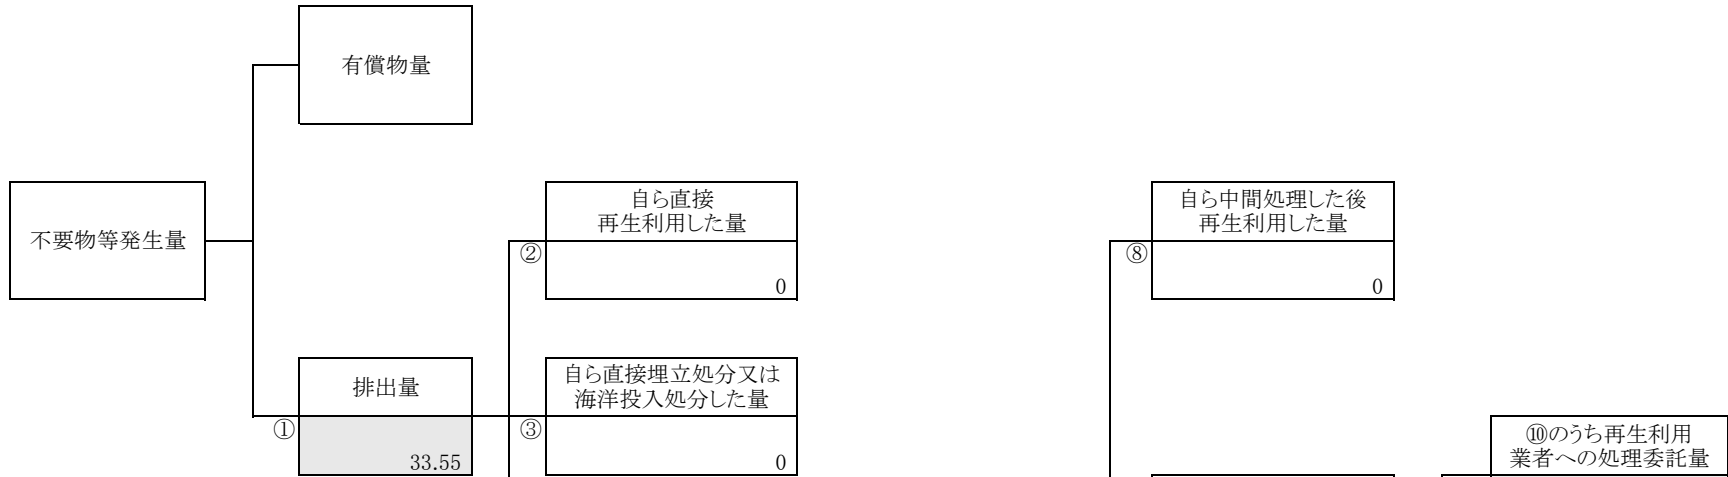 有償物量
不要物等発生量
自ら直接
再生利用した量
②
0
自ら中間処理した後
再生利用した量
⑧
0
排出量
①
33.55
自ら直接埋立処分又は
海洋投入処分した量
③
0
⑩のうち再生利用
業者への処理委託量